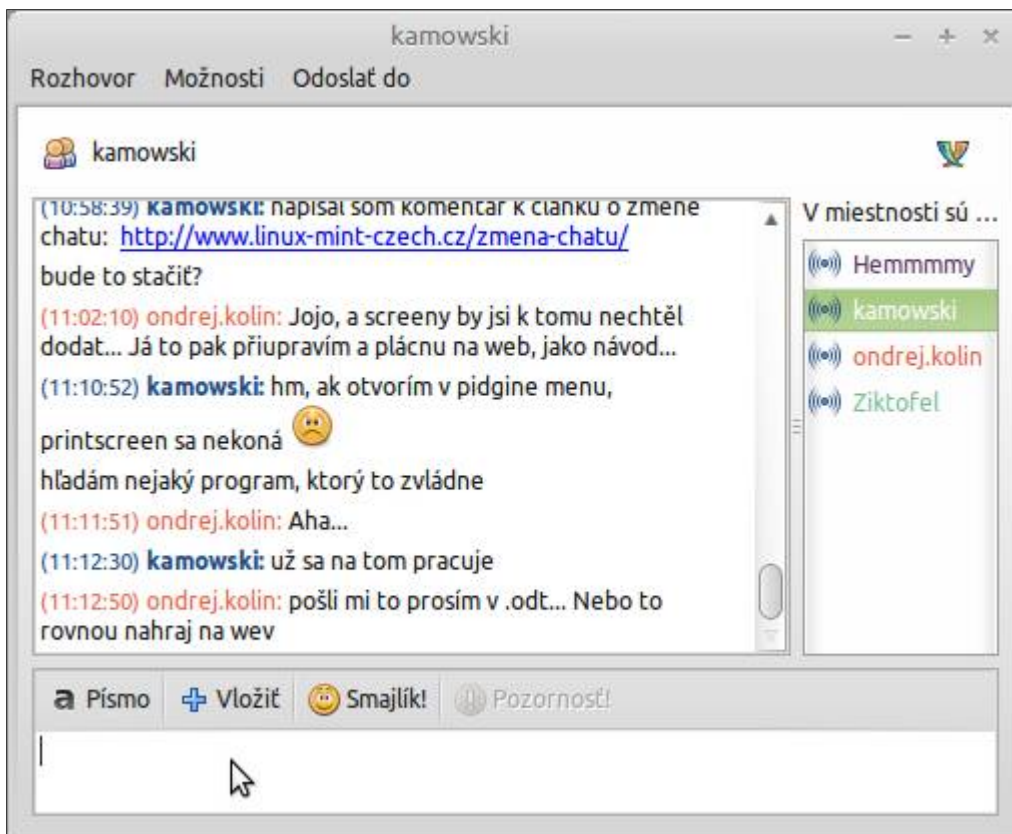 kamowski
Rozhovor Možnosti Odoslať do
kamowski
(10:58:39) kamowski: napísal som komentár k článku o zmene
chatu: http://www.linux-mint-czech.cz/zmena-chatu/
bude to stačiť?
(11:02:10) ondrej.kolin: Jojo, a screeny by jsi k tomu nechtěl
dodat... Já to pak přiupravím a plácnu na web, jako návod...
(11:10:52) kamowski: hm, ak otvorím v pidgine menu,
printscreen sa nekoná
hľadám nejaký program, ktorý to zvládne
(11:11:51) ondrej.kolin: Aha...
(11:12:30) kamowski: už sa na tom pracuje
(11:12:50) ondrej.kolin: pošli mi to prosím v .odt... Nebo to
rovnou nahraj na wev
V miestnosti sú ...
Hemmmmy
kamowski
ondrej.kolin
Ziktofel
a Písmo Vložiť Smajlík! Pozornosť!